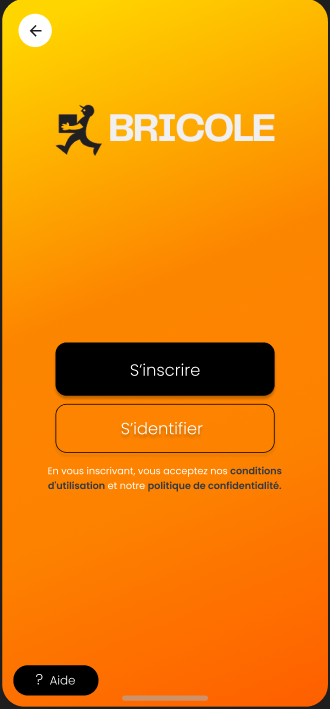 BRICOLE
S'inscrire
S'identifier
En vous inscrivant, vous acceptez nos conditions
d'utilisation et notre politique de confidentialité.
? Aide